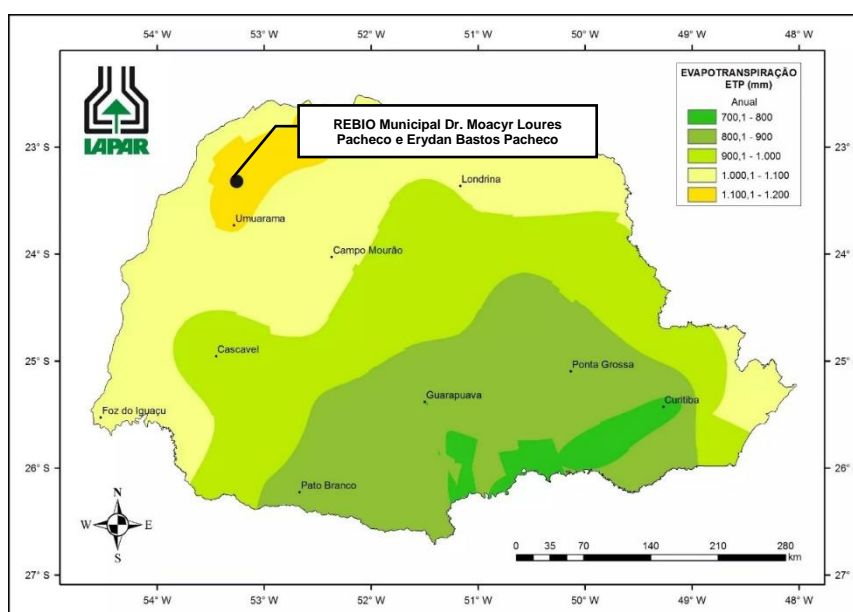 54° W 53° W 52° W 51° W 50° W 49° W 48° W
IAPAR
REBIO Municipal Dr. Moacyr Loures
Pacheco e Erydan Bastos Pacheco
EVAPOTRANSPIRAÇÃO
ETP (mm)
Anual
700,1 - 800
800,1 - 900
900,1 - 1.000
1.000,1 - 1.100
1.100,1 - 1.200
23° S 23° S
Londrina
Umuarama
24° S 24° S
Campo Mourão
Cascavel
25° S 25° S
Ponta Grossa
Guarapuava
Curitiba
Foz do Iguaçu
26° S 26° S
Pato Branco
N
W E
S
0 35 70 140 210 280
km
27° S 27° S
54° W 53° W 52° W 51° W 50° W 49° W 48° W